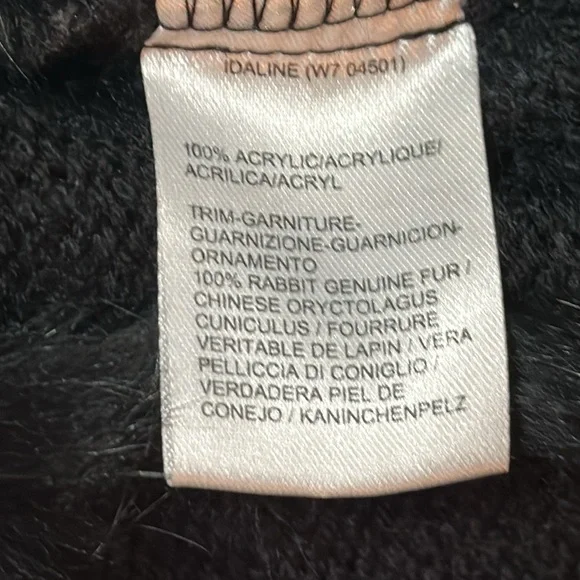 IDALINE (W7 04501)
100% ACRYLIC/ACRYLIQUE/
ACRILICA/ACRYL
TRIM-GARNITURE-
GUARNIZIONE-GUARNICION-
ORNAMENTO
100% RABBIT GENUINE FUR /
CHINESE ORYCTOLAGUS
CUNICULUS / FOURRURE
VERITABLE DE LAPIN / VERA
PELLICCIA DI CONIGLIO /
VERDADERA PIEL DE
CONEJO / KANINCHENPELZ